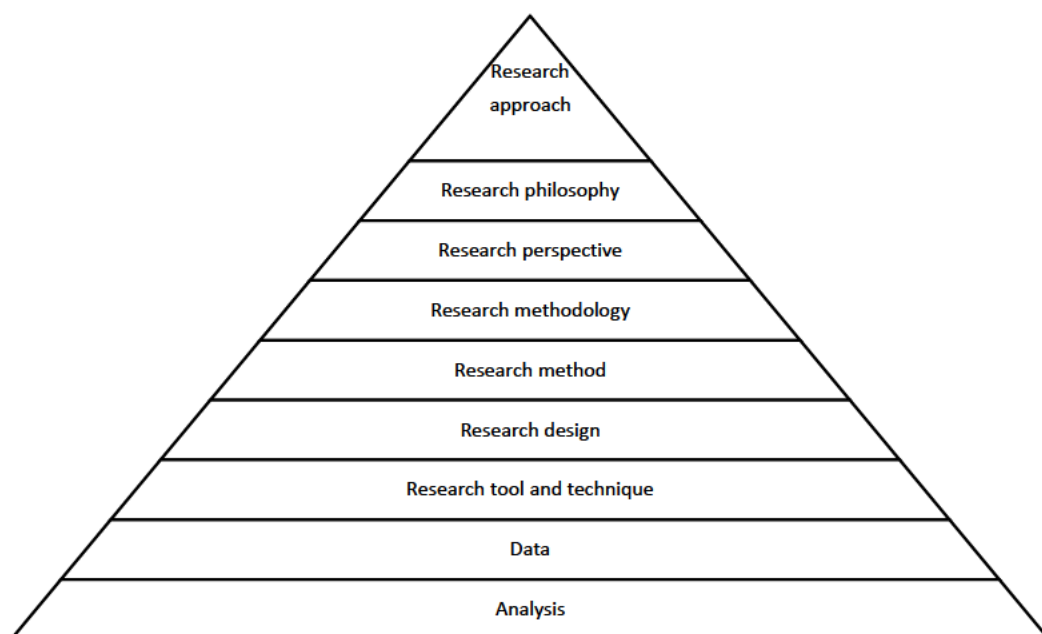 Research
approach
Research philosophy
Research perspective
Research methodology
Research method
Research design
Research tool and technique
Data
Analysis